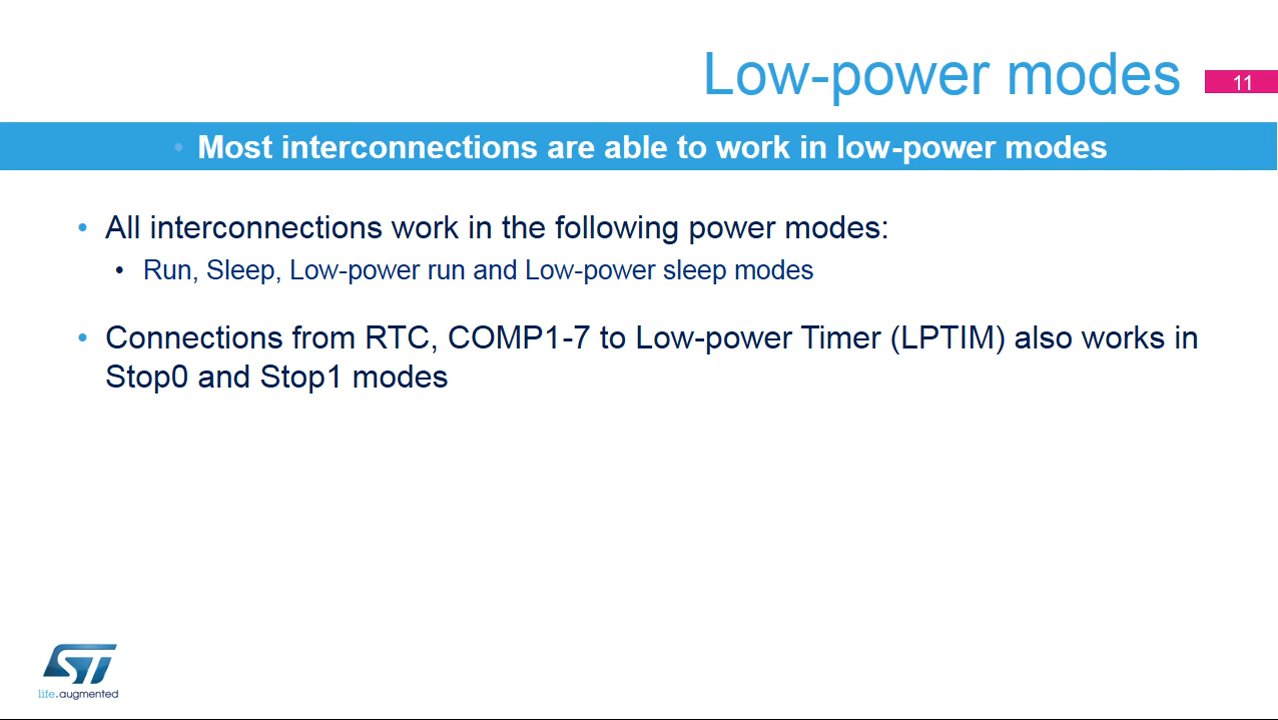 Low-power modes
11
• Most interconnections are able to work in low-power modes
• All interconnections work in the following power modes:
• Run, Sleep, Low-power run and Low-power sleep modes
• Connections from RTC, COMP1-7 to Low-power Timer (LPTIM) also works in
Stop0 and Stop1 modes
ST
life.augmented